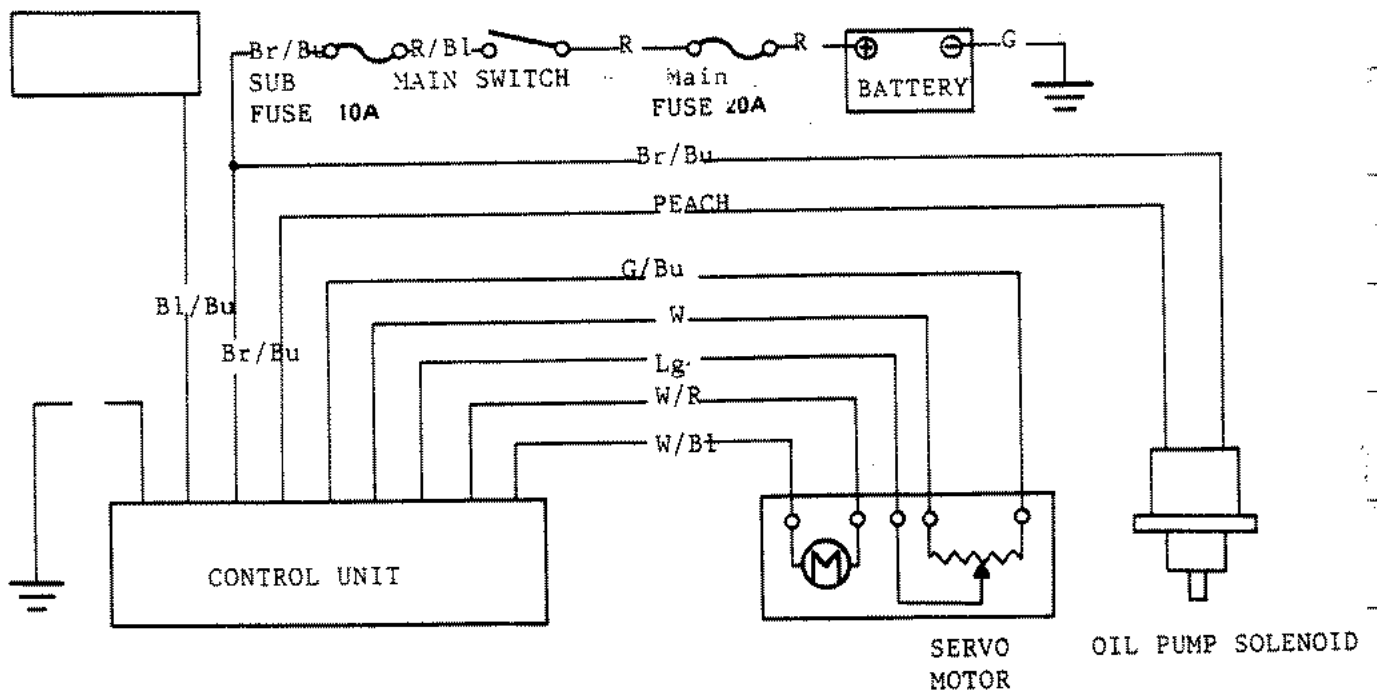 Br/Bu R/Bl R R G
SUB MAIN SWITCH Main BATTERY
FUSE 10A FUSE 20A
Br/Bu
PEACH
G/Bu
Bl/Bu
W
Br/Bu
Lg
W/R
W/Bl
M
CONTROL UNIT
SERVO
MOTOR
OIL PUMP SOLENOID